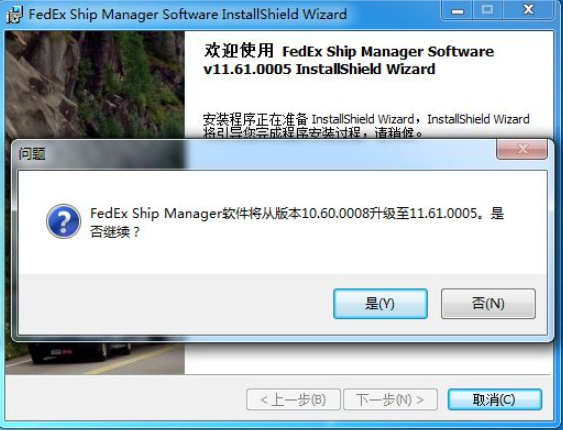 FedEx Ship Manager Software InstallShield Wizard
欢迎使用 FedEx Ship Manager Software
v11.61.0005 InstallShield Wizard
安装程序正在准备 InstallShield Wizard，InstallShield Wizard
将引导您完成程序安装过程，请稍候。
问题
FedEx Ship Manager软件将从版本10.60.0008升级至11.61.0005。是
否继续？
是(Y) 否(N)
< 上一步(B) 下一步(N) > 取消(C)